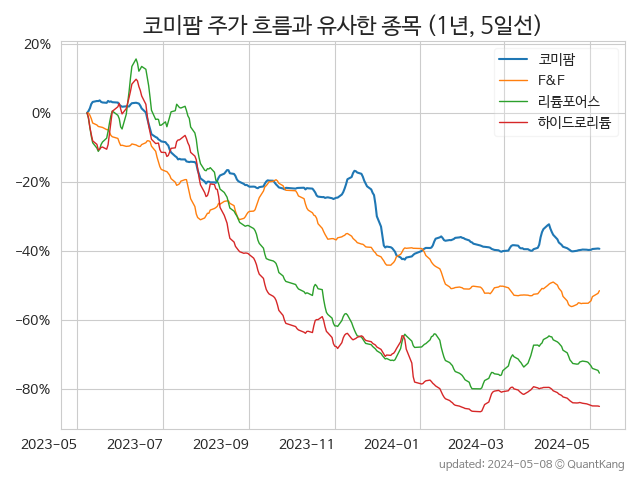 코미팜 주가 흐름과 유사한 종목 (1년, 5일선)
20%
0%
−20%
−40%
−60%
−80%
코미팜
F&F
리튬포어스
하이드로리튬
2023−05
2023−07
2023−09
2023−11
2024−01
2024−03
2024−05
updated: 2024-05-08 © QuantKang